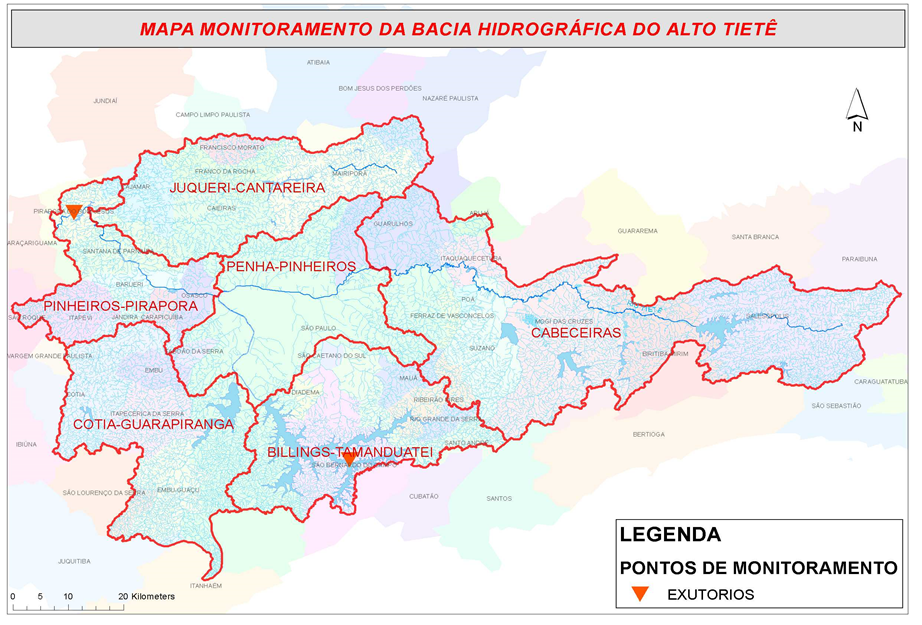 MAPA MONITORAMENTO DA BACIA HIDROGRÁFICA DO ALTO TIETÊ
ATIBAIA
BOM JESUS DOS PERDÕES
NAZARÉ PAULISTA
JUNDIAÍ
CAMPO LIMPO PAULISTA
N
FRANCISCO MORATO
FRANCO DA ROCHA
MAIRIPORÃ
JUQUERI-CANTAREIRA
CAIEIRAS
GUARULHOS
GUARAREMA
SANTA BRANCA
SANTANA DE PARNAÍBA
ITAQUAQUECETUBA
PARAIBUNA
PENHA-PINHEIROS
BARUERI
OSASCO
PINHEIROS-PIRAPORA
POÁ
ITAPEVI
JANDIRA
CARAPICUÍBA
FERRAZ DE VASCONCELOS
MOGI DAS CRUZES
SALESÓPOLIS
SÃO PAULO
CABECEIRAS
SUZANO
VARGEM GRANDE PAULISTA
SÃO CAETANO DO SUL
BIRITIBA-MIRIM
EMBU
MAUÁ
CARAGUATATUBA
COTIA
DIADEMA
RIBEIRÃO PIRES
SÃO SEBASTIÃO
ITAPECERICA DA SERRA
RIO GRANDE DA SERRA
COTIA-GUARAPIRANGA
BERTIOGA
IBIÚNA
SANTO ANDRÉ
BILLINGS-TAMANDUATEI
SÃO LOURENÇO DA SERRA
EMBU-GUAÇU
CUBATÃO
SANTOS
JUQUITIBA
ITANHAÉM
LEGENDA
PONTOS DE MONITORAMENTO
EXUTORIOS
0 5 10 20 Kilometers